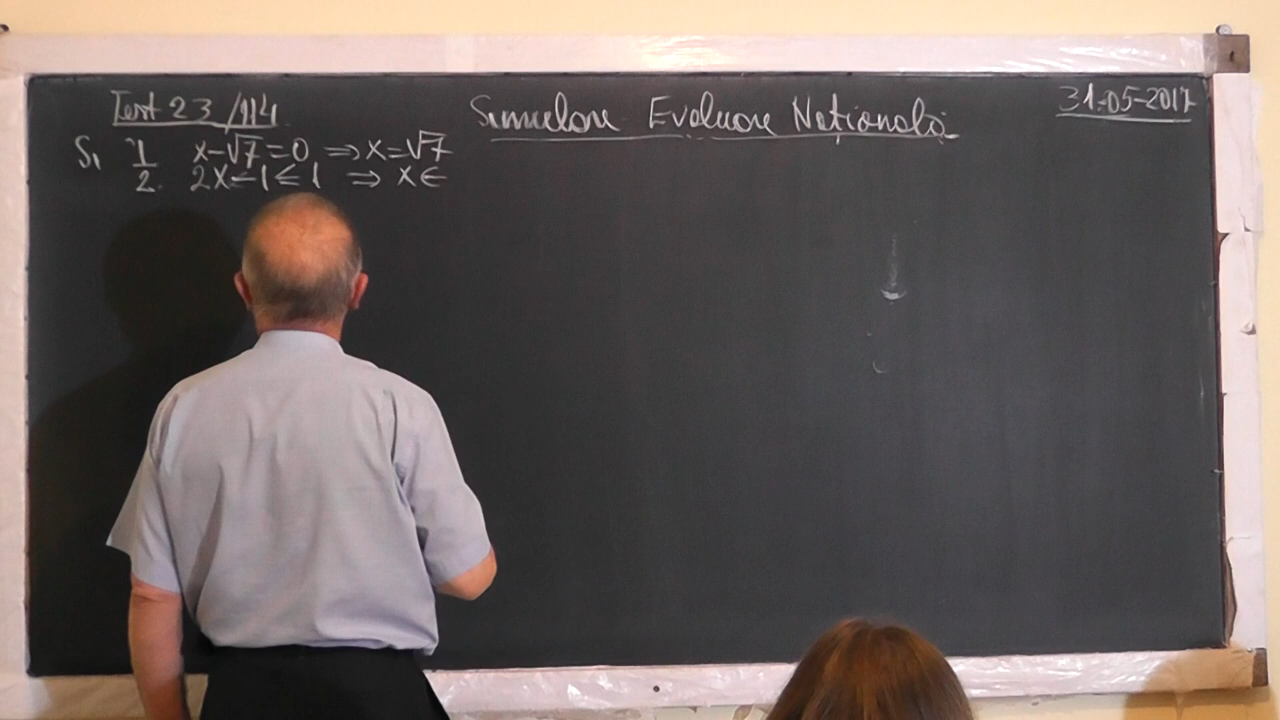 Test 23/114
Simulare Evaluare Națională
31-05-2017
S₁ 1 x-√7=0 ⇒ x=√7
2. 2x-1≤1 ⇒ x∈